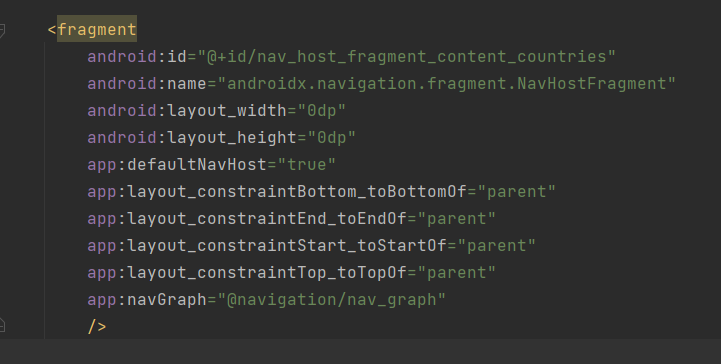 <fragment
android:id="@+id/nav_host_fragment_content_countries"
android:name="androidx.navigation.fragment.NavHostFragment"
android:layout_width="0dp"
android:layout_height="0dp"
app:defaultNavHost="true"
app:layout_constraintBottom_toBottomOf="parent"
app:layout_constraintEnd_toEndOf="parent"
app:layout_constraintStart_toStartOf="parent"
app:layout_constraintTop_toTopOf="parent"
app:navGraph="@navigation/nav_graph"
/>